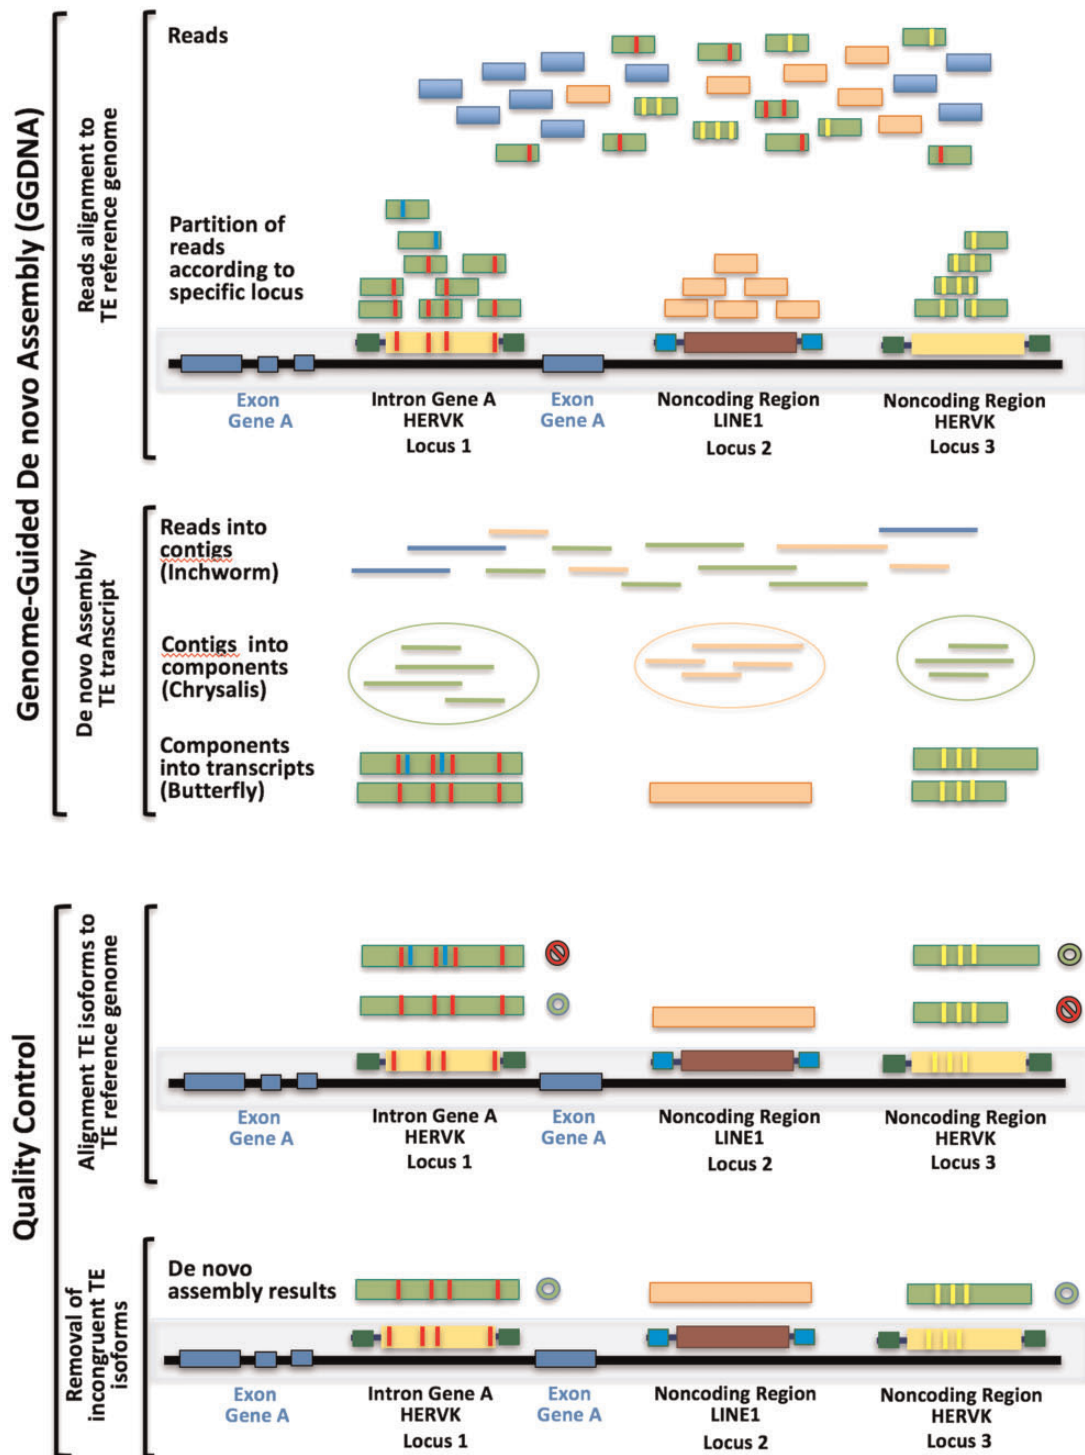 Genome-Guided De novo Assembly (GGDNA)
Reads alignment to
TE reference genome
Reads
Partition of
reads
according to
specific locus
Exon
Gene A
Intron Gene A
HERVK
Locus 1
Exon
Gene A
Noncoding Region
LINE1
Locus 2
Noncoding Region
HERVK
Locus 3
De novo Assembly
TE transcript
Reads into
contigs
(Inchworm)
Contigs into
components
(Chrysalis)
Components
into transcripts
(Butterfly)
Quality Control
Alignment TE isoforms to
TE reference genome
Exon
Gene A
Intron Gene A
HERVK
Locus 1
Exon
Gene A
Noncoding Region
LINE1
Locus 2
Noncoding Region
HERVK
Locus 3
Removal of
incongruent TE
isoforms
De novo
assembly results
Exon
Gene A
Intron Gene A
HERVK
Locus 1
Exon
Gene A
Noncoding Region
LINE1
Locus 2
Noncoding Region
HERVK
Locus 3